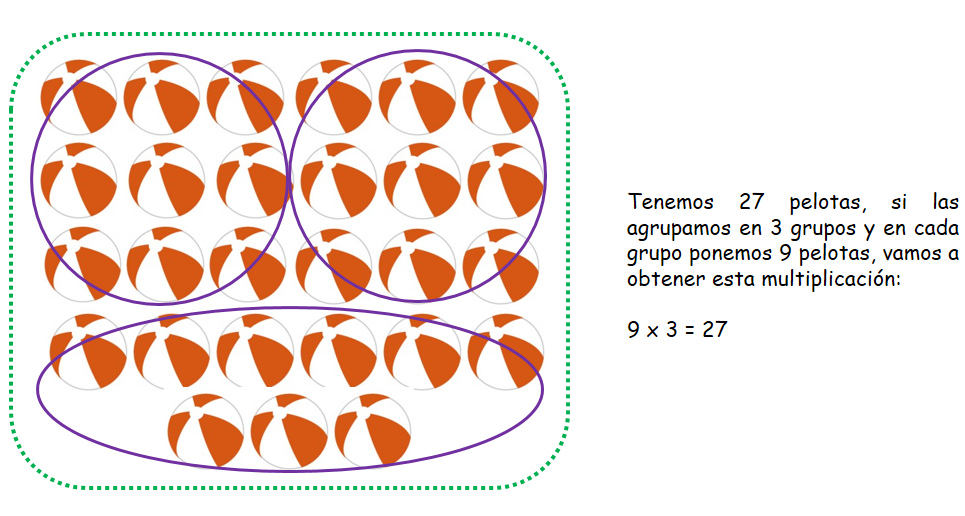 Tenemos 27 pelotas, si las
agrupamos en 3 grupos y en cada
grupo ponemos 9 pelotas, vamos a
obtener esta multiplicación:
9 x 3 = 27